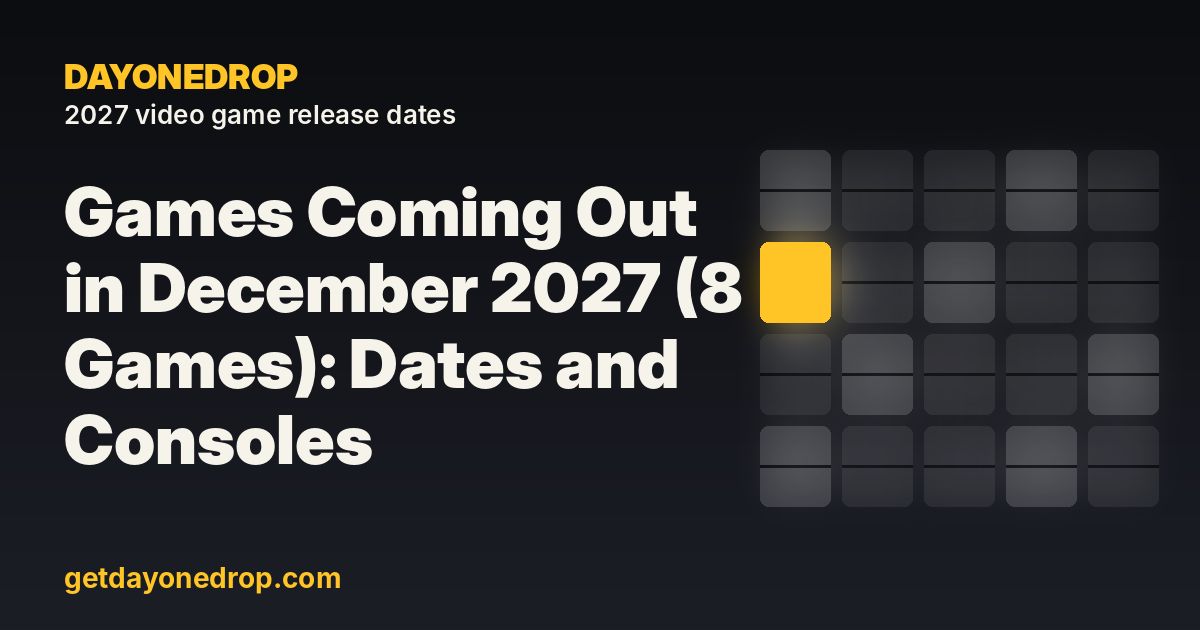 DAYONEDROP
2027 video game release dates
Games Coming Out
in December 2027 (8
Games): Dates and
Consoles
getdayonedrop.com